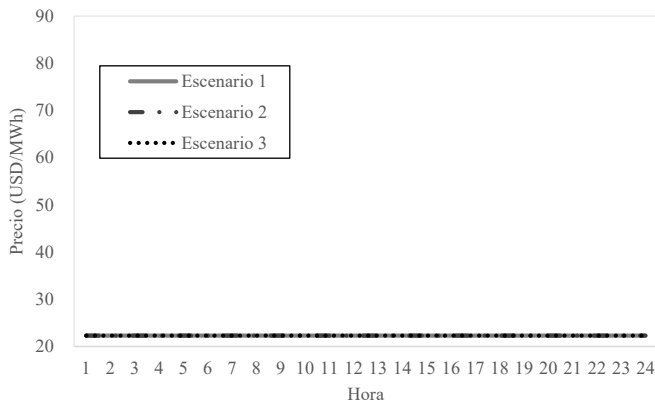 90
80
70
60
50
40
30
20
Precio (USD/MWh)
Escenario 1
Escenario 2
Escenario 3
1 2 3 4 5 6 7 8 9 10 11 12 13 14 15 16 17 18 19 20 21 22 23 24
Hora